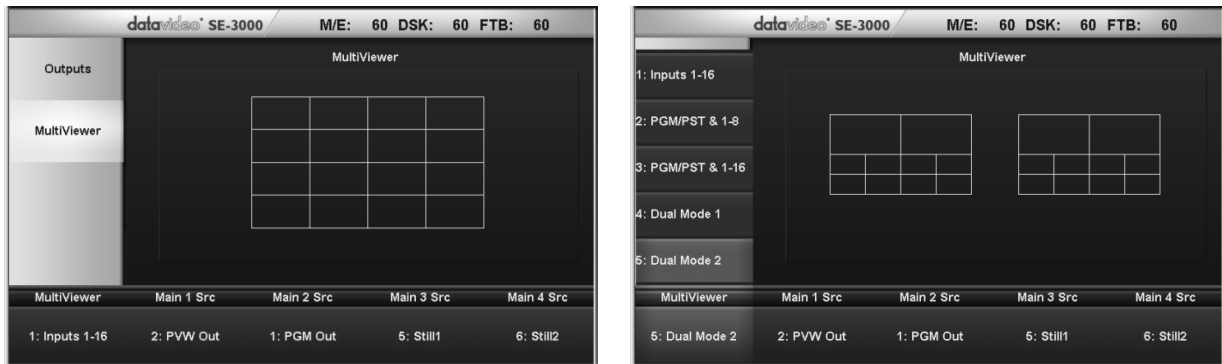 datavideo SE-3000 M/E: 60 DSK: 60 FTB: 60
Outputs
MultiViewer
MultiViewer
MultiViewer Main 1 Src Main 2 Src Main 3 Src Main 4 Src
1: Inputs 1-16 2: PVW Out 1: PGM Out 5: Still1 6: Still2
datavideo SE-3000 M/E: 60 DSK: 60 FTB: 60
MultiViewer
1: Inputs 1-16
2: PGM/PST & 1-8
3: PGM/PST & 1-16
4: Dual Mode 1
5: Dual Mode 2
MultiViewer Main 1 Src Main 2 Src Main 3 Src Main 4 Src
5: Dual Mode 2 2: PVW Out 1: PGM Out 5: Still1 6: Still2